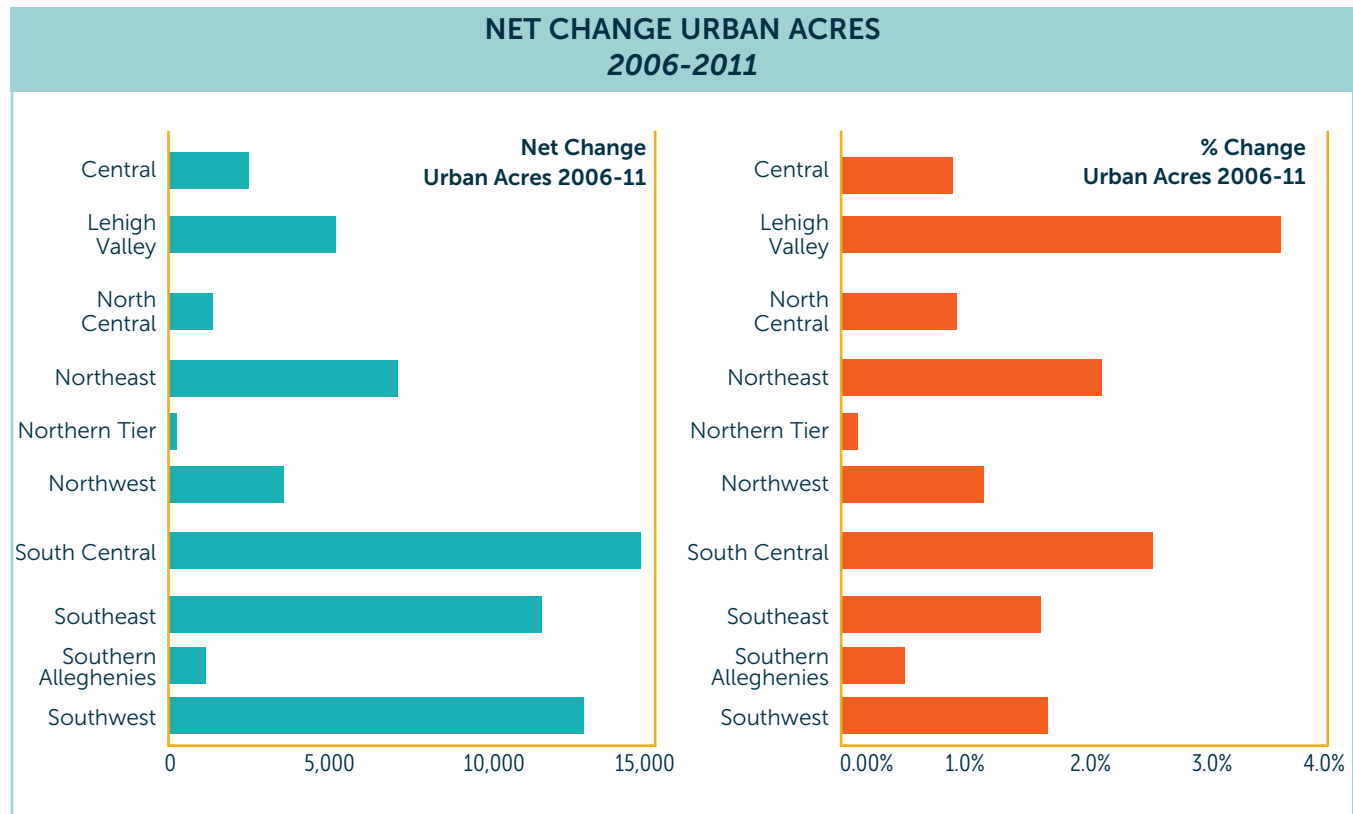 NET CHANGE URBAN ACRES
2006-2011
Net Change
Urban Acres 2006-11
Central
Lehigh
Valley
North
Central
Northeast
Northern Tier
Northwest
South Central
Southeast
Southern
Alleghenies
Southwest
0
5,000
10,000
15,000
% Change
Urban Acres 2006-11
Central
Lehigh
Valley
North
Central
Northeast
Northern Tier
Northwest
South Central
Southeast
Southern
Alleghenies
Southwest
0.00%
1.0%
2.0%
3.0%
4.0%